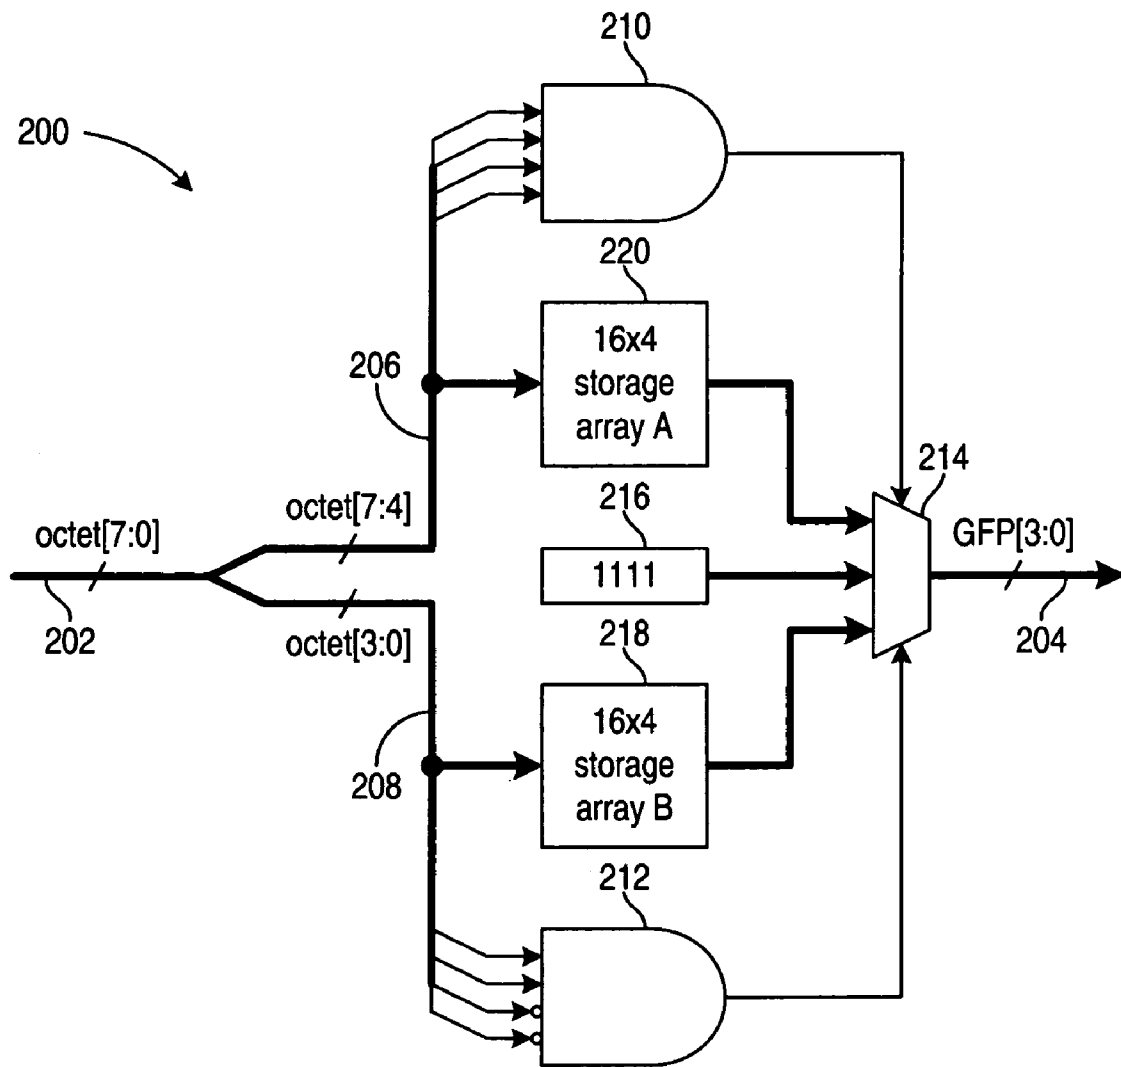 210
200
220
16x4
storage
array A
206
214
octet[7:4]
216
octet[7:0]
GFP[3:0]
1111
202
octet[3:0]
218
204
16x4
storage
array B
208
212